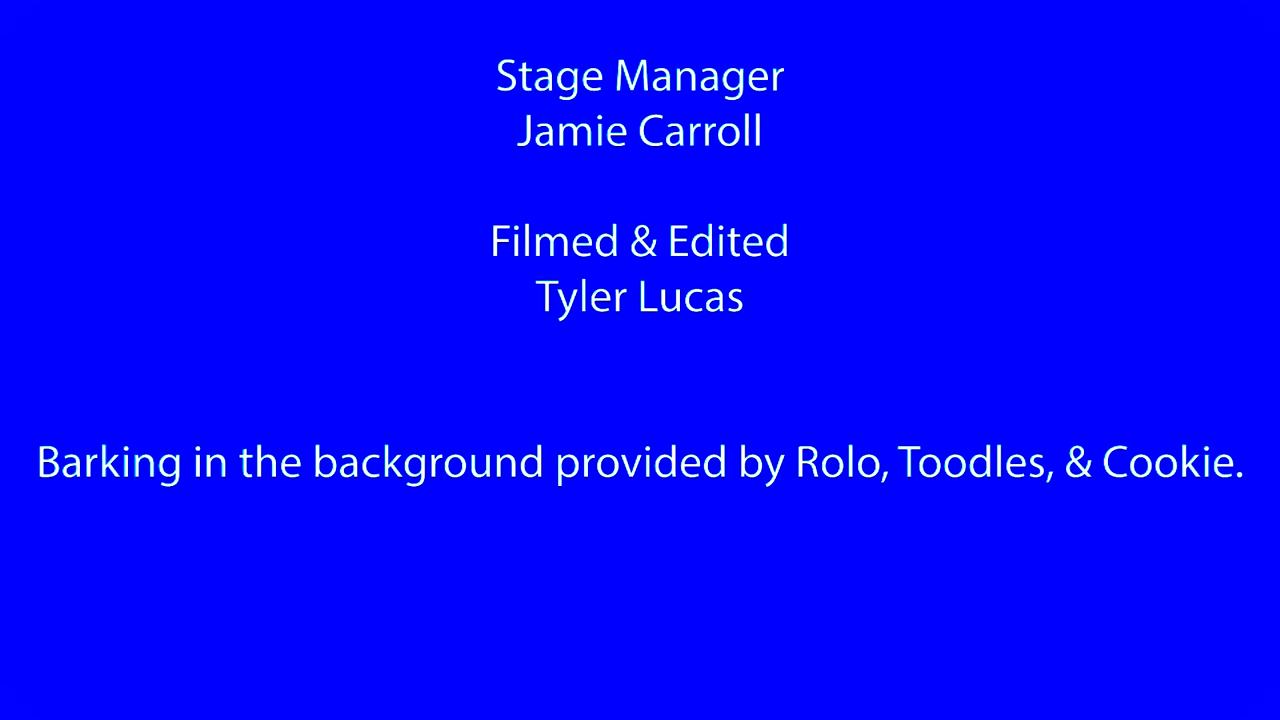 Stage Manager
Jamie Carroll
Filmed & Edited
Tyler Lucas
Barking in the background provided by Rolo, Toodles, & Cookie.